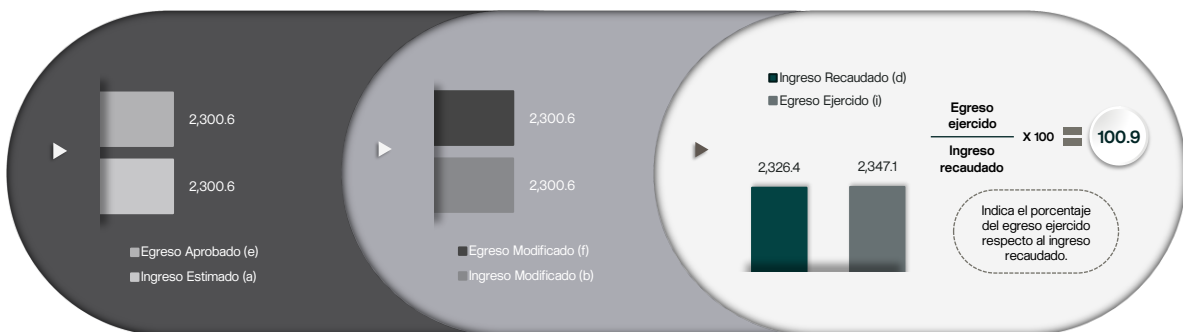 2,300.6
2,300.6
Egreso Aprobado (e)
Ingreso Estimado (a)
2,300.6
2,300.6
Egreso Modificado (f)
Ingreso Modificado (b)
Ingreso Recaudado (d)
Egreso Ejercido (i)
2,326.4
2,347.1
Egreso
ejercido
Ingreso
recaudado
X 100
=
100.9
Indica el porcentaje
del egreso ejercido
respecto al ingreso
recaudado.